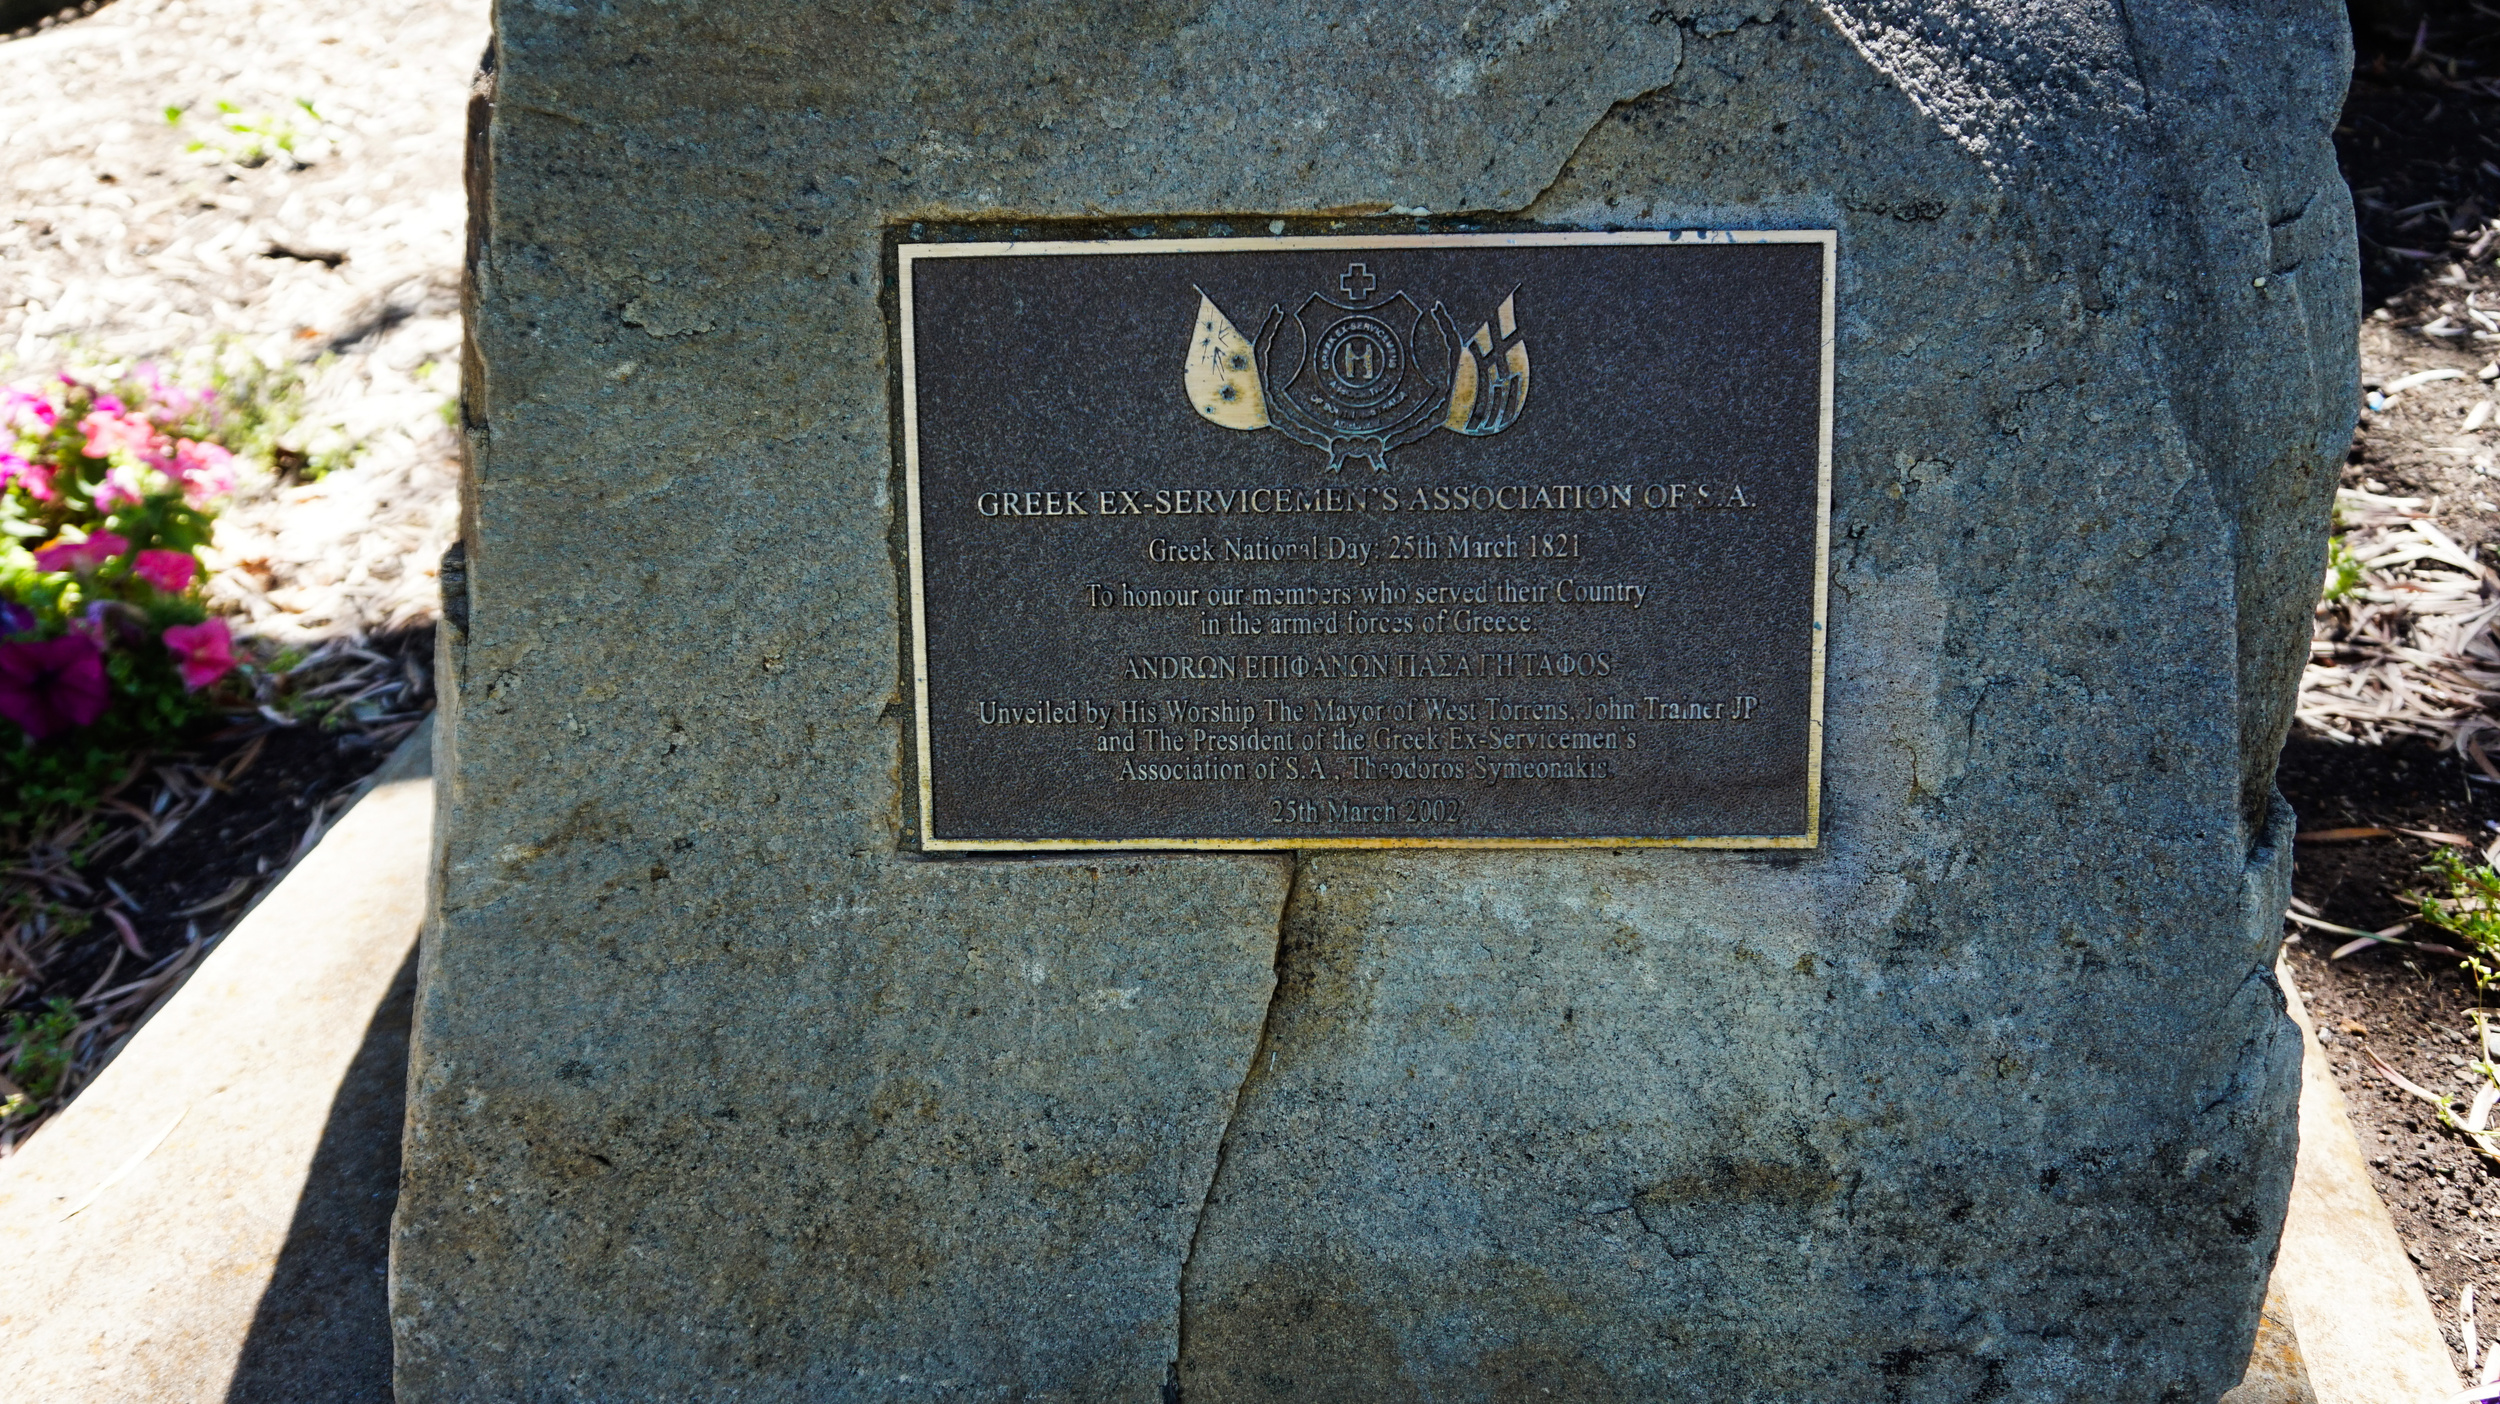 GREEK EX-SERVICEMEN'S ASSOCIATION OF S.A.
Greek National Day: 25th March 1821
To honour our members who served their Country
in the armed forces of Greece.
ANDRΩN ΕΠΙΦΑΝΩΝ ΠΑΣΑ ΓΗ ΤΑΦΟS
Unveiled by His Worship The Mayor of West Torrens, John Trainer JP
and The President of the Greek Ex-Servicemen's
Association of S.A., Theodoros Symeonakis
25th March 2002